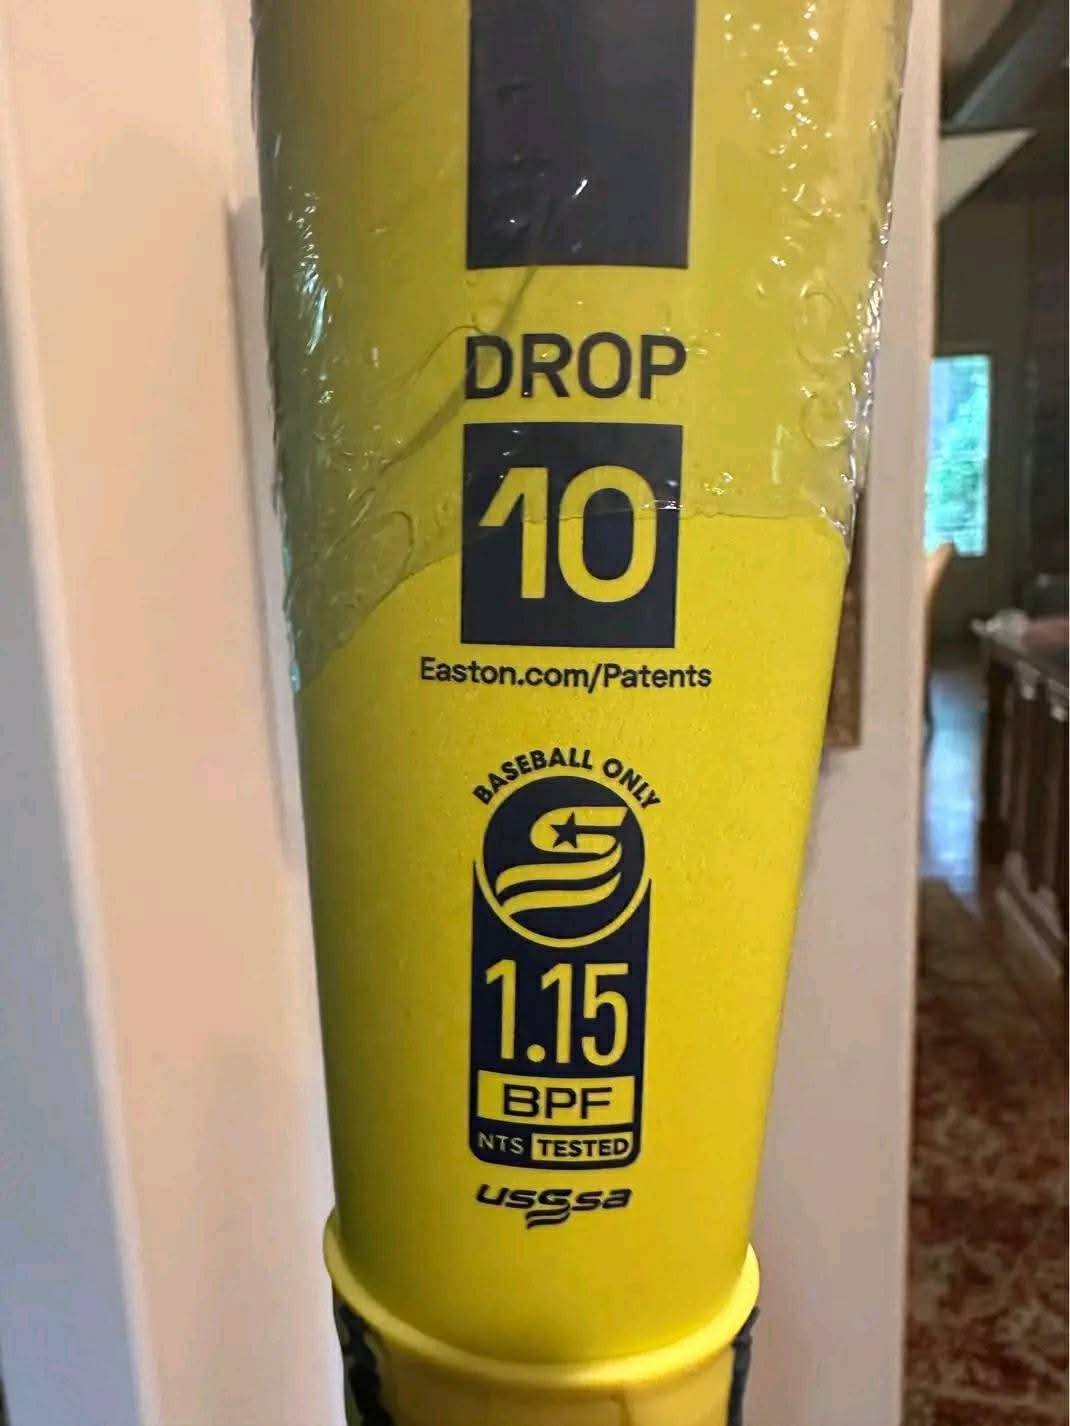 DROP
10
Easton.com/Patents
BASEBALL ONLY
1.15
BPF
NTS TESTED
USSSA